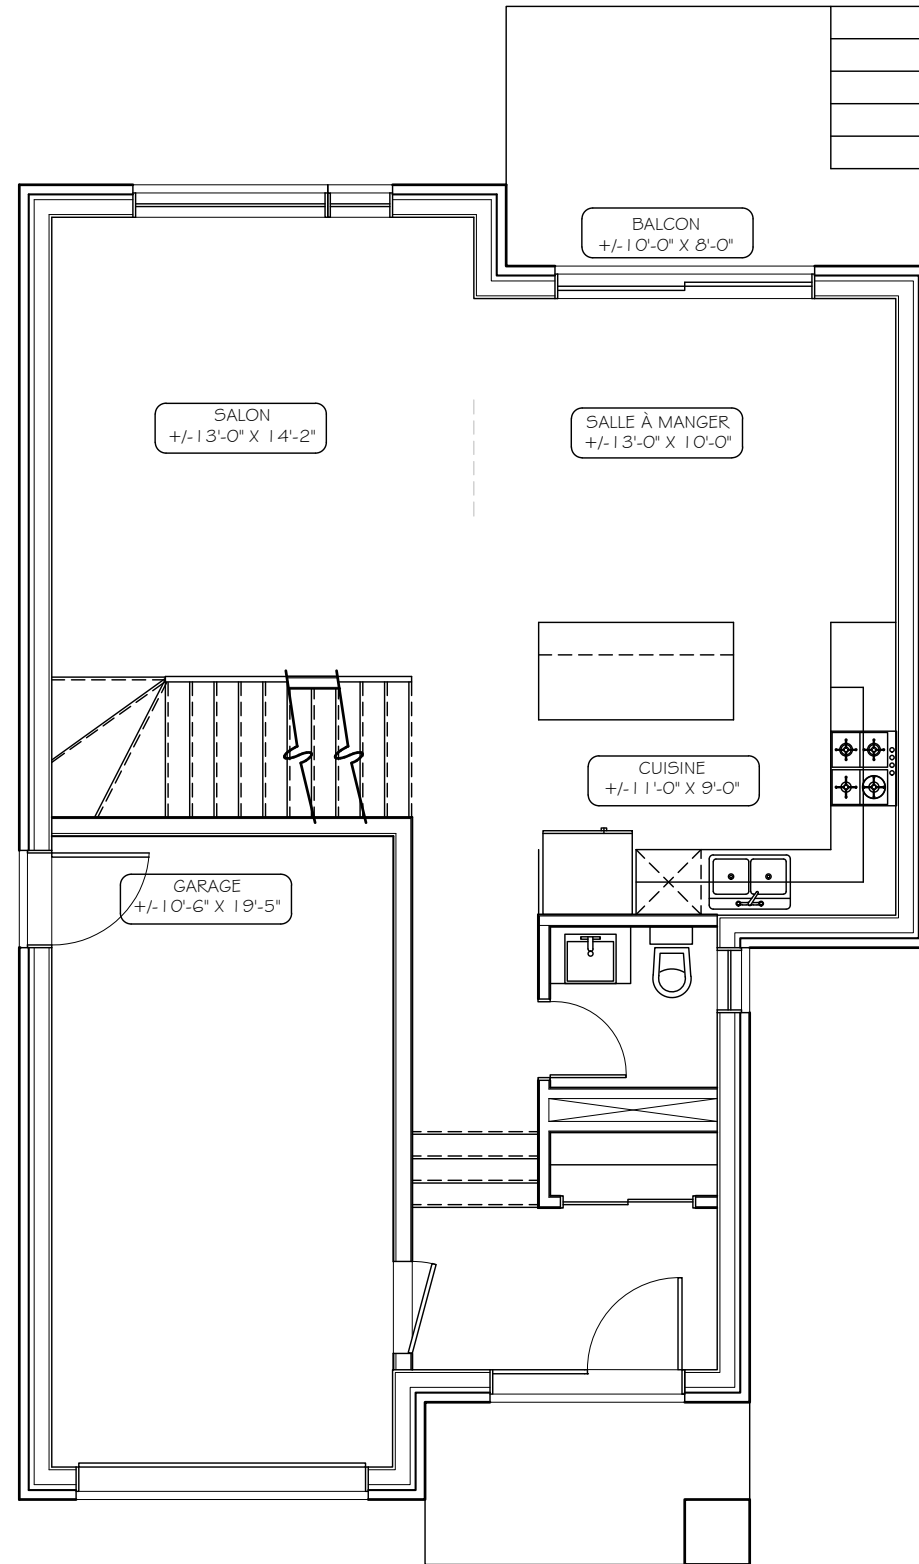 BALCON
+/-10'-0" X 8'-0"
SALON
+/-13'-0" X 14'-2"
SALLE À MANGER
+/-13'-0" X 10'-0"
CUISINE
+/-11'-0" X 9'-0"
GARAGE
+/-10'-6" X 19'-5"